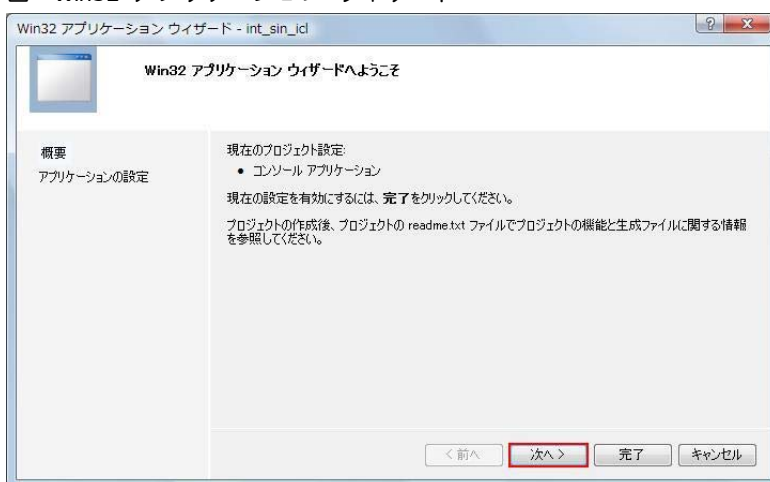 Win32 アプリケーション ウィザード - int_sin_icl
Win32 アプリケーション ウィザードへようこそ
概要
アプリケーションの設定
現在のプロジェクト設定:
• コンソール アプリケーション
現在の設定を有効にするには、完了をクリックしてください。
プロジェクトの作成後、プロジェクトの readme.txt ファイルでプロジェクトの機能と生成ファイルに関する情報
を参照してください。
< 前へ
次へ >
完了
キャンセル